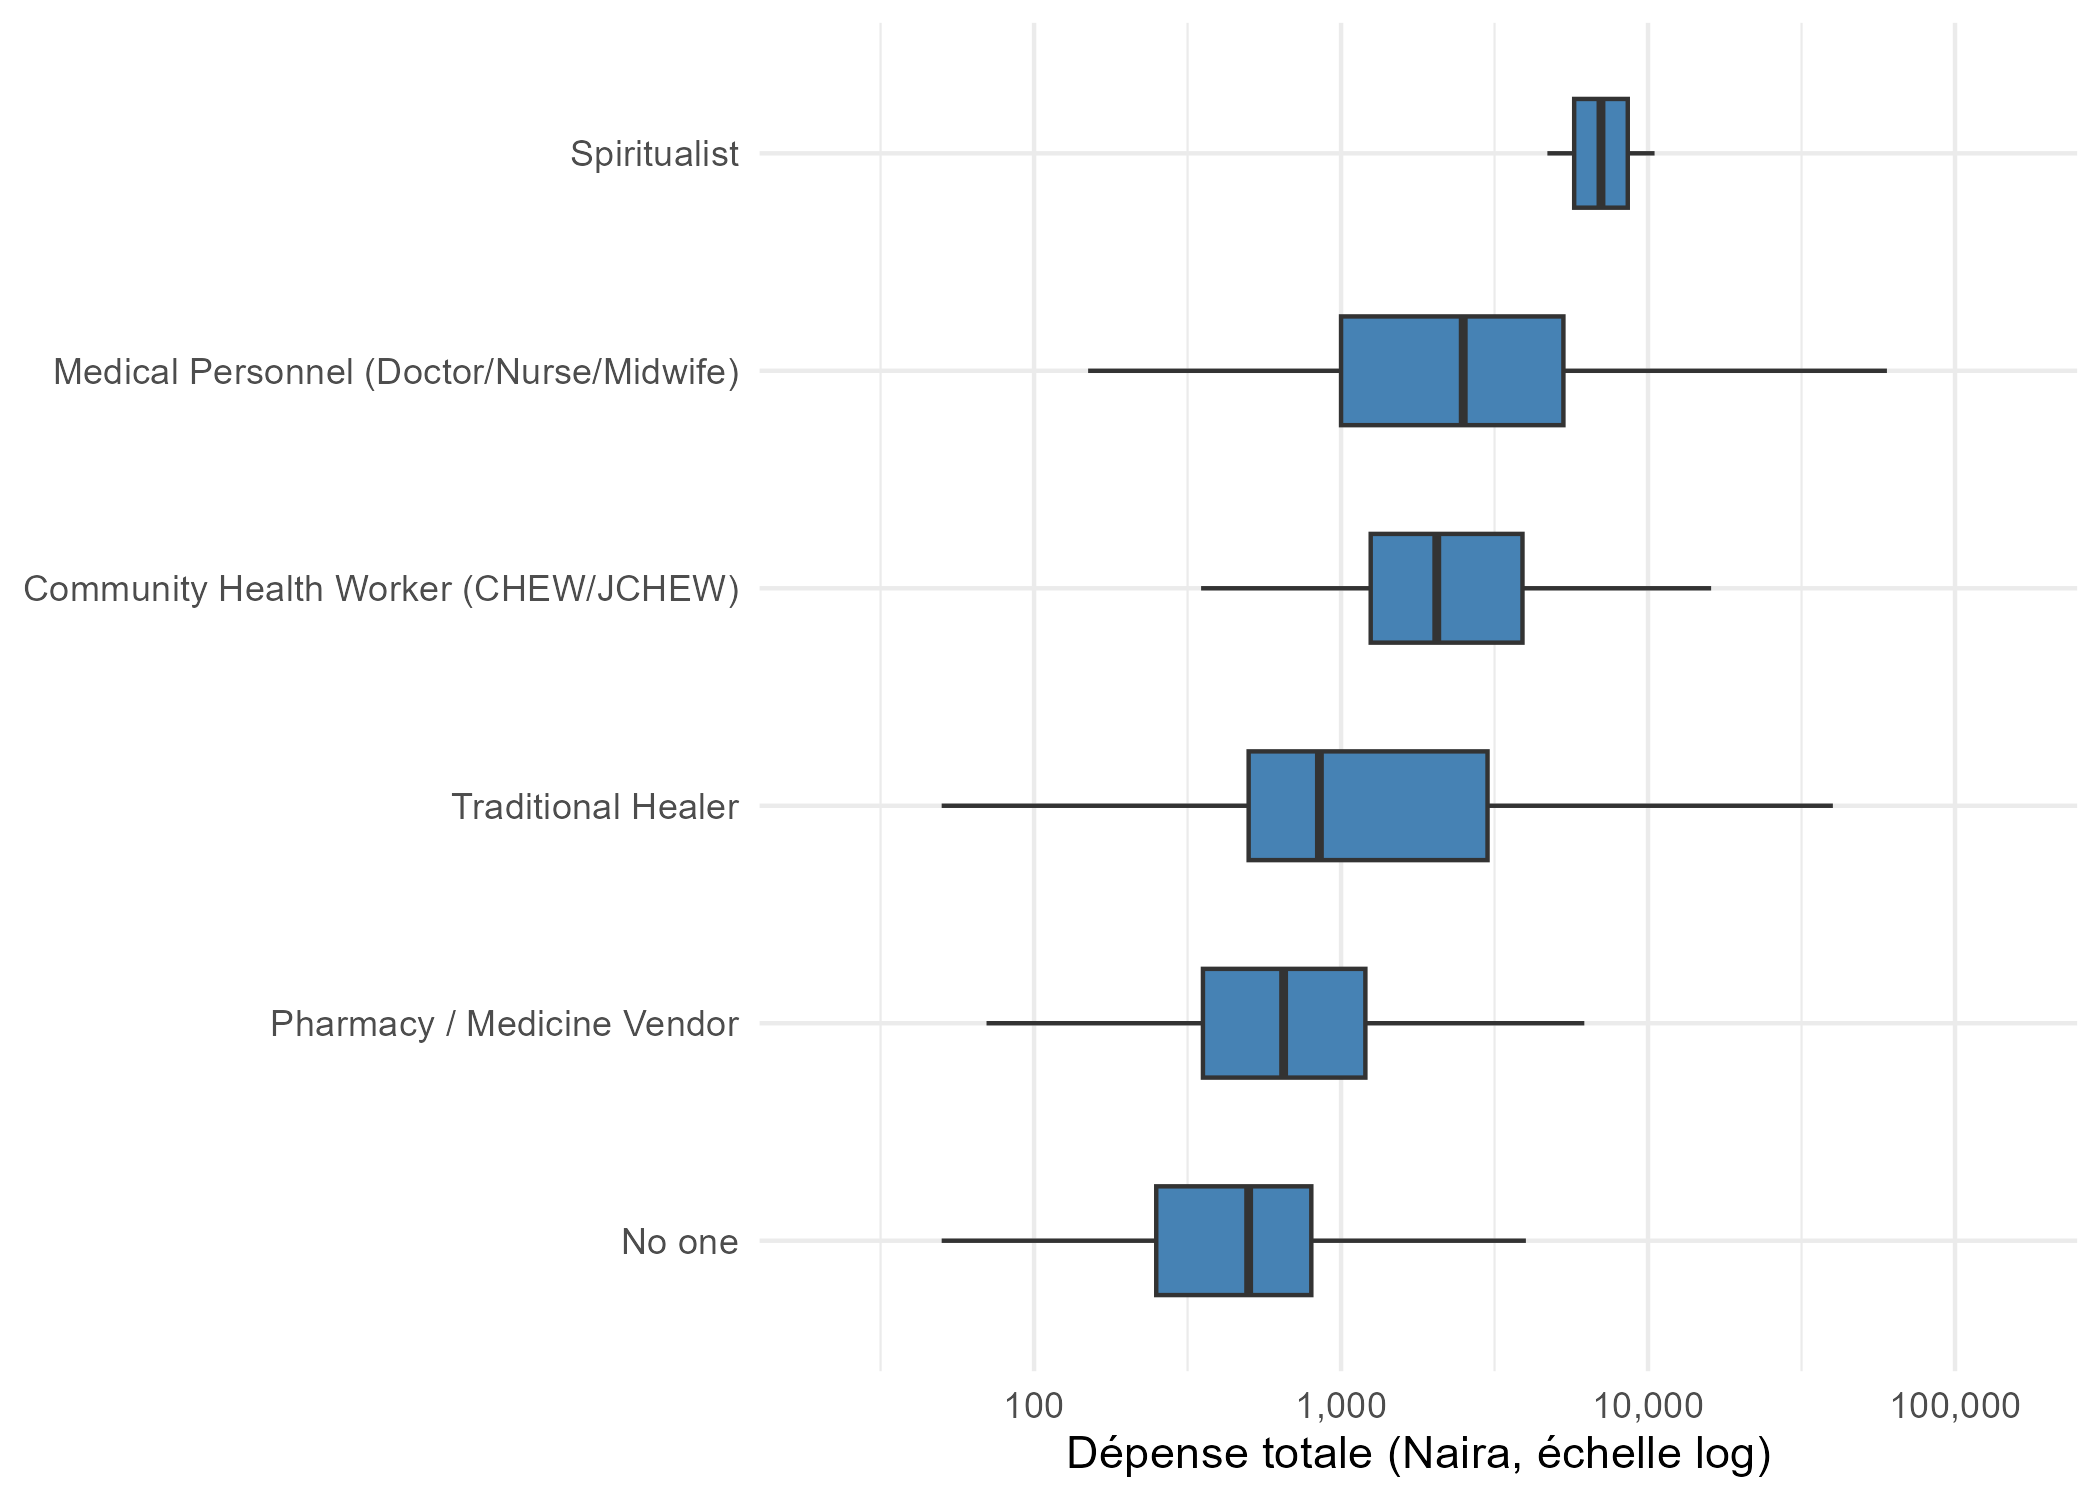 Spiritualist
Medical Personnel (Doctor/Nurse/Midwife)
Community Health Worker (CHEW/JCHEW)
Traditional Healer
Pharmacy / Medicine Vendor
No one
100 1,000 10,000 100,000
Dépense totale (Naira, échelle log)